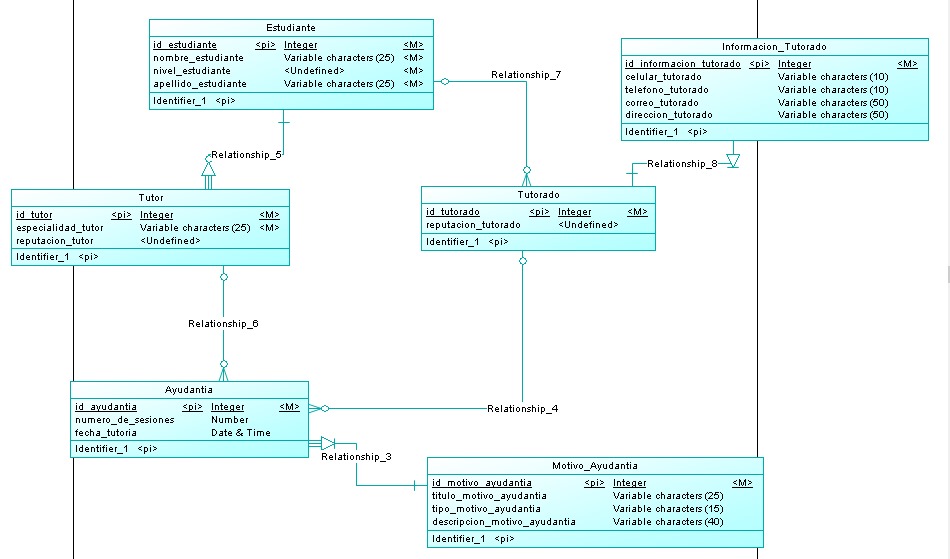 Estudiante
id_estudiante <pi> Integer <M>
nombre_estudiante Variable characters (25) <M>
nivel_estudiante <Undefined> <M>
apellido_estudiante Variable characters (25) <M>
Identifier_1 <pi>
Informacion_Tutorado
id_informacion_tutorado <pi> Integer <M>
celular_tutorado Variable characters (10)
telefono_tutorado Variable characters (10)
correo_tutorado Variable characters (50)
direccion_tutorado Variable characters (50)
Identifier_1 <pi>
Relationship_7
Relationship_5
Relationship_8
Tutor
id_tutor <pi> Integer <M>
especialidad_tutor Variable characters (25) <M>
reputacion_tutor <Undefined>
Identifier_1 <pi>
Tutorado
id_tutorado <pi> Integer <M>
reputacion_tutorado <Undefined>
Identifier_1 <pi>
Relationship_6
Ayudantia
id_ayudantia <pi> Integer <M>
numero_de_sesiones Number
fecha_tutoria Date & Time
Identifier_1 <pi>
Relationship_4
Relationship_3
Motivo_Ayudantia
id_motivo_ayudantia <pi> Integer <M>
titulo_motivo_ayudantia Variable characters (25)
tipo_motivo_ayudantia Variable characters (15)
descripcion_motivo_ayudantia Variable characters (40)
Identifier_1 <pi>